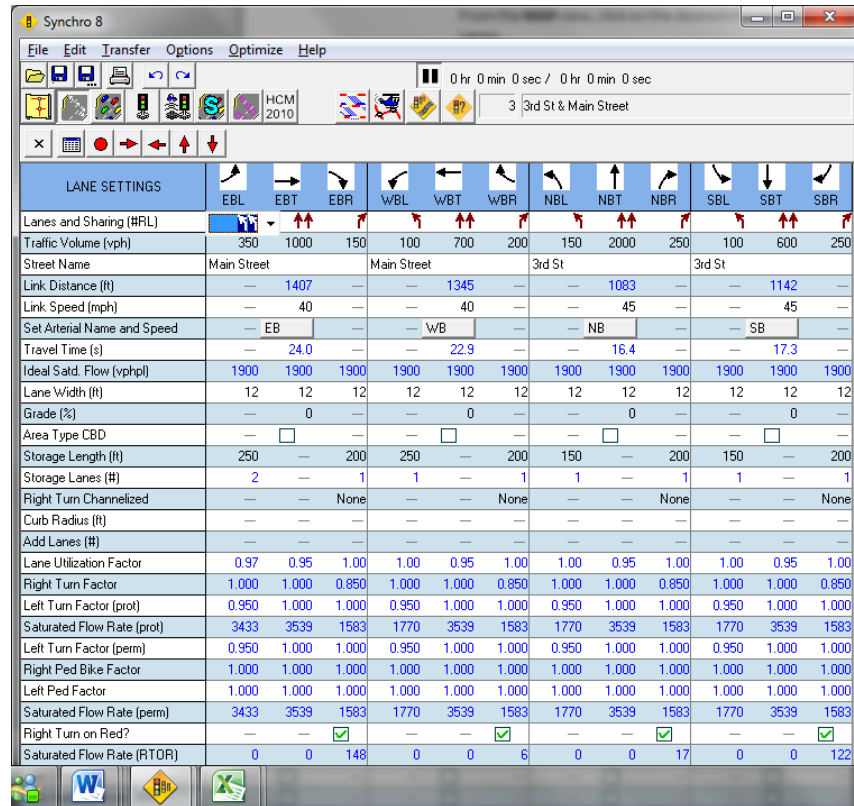 Synchro 8
File Edit Transfer Options Optimize Help
0 hr 0 min 0 sec / 0 hr 0 min 0 sec
HCM 2010
3 3rd St & Main Street
LANE SETTINGS EBL EBT EBR WBL WBT WBR NBL NBT NBR SBL SBT SBR
Lanes and Sharing (#RL)
Traffic Volume (vph) 350 1000 150 100 700 200 150 2000 250 100 600 250
Street Name Main Street Main Street 3rd St 3rd St
Link Distance (ft) — 1407 — — 1345 — — 1083 — — 1142 —
Link Speed (mph) — 40 — — 40 — — 45 — — 45 —
Set Arterial Name and Speed — EB — — WB — — NB — — SB —
Travel Time (s) — 24.0 — — 22.9 — — 16.4 — — 17.3 —
Ideal Satd. Flow (vphpl) 1900 1900 1900 1900 1900 1900 1900 1900 1900 1900 1900 1900
Lane Width (ft) 12 12 12 12 12 12 12 12 12 12 12 12
Grade (%) — 0 — — 0 — — 0 — — 0 —
Area Type CBD — — — — — — — —
Storage Length (ft) 250 — 200 250 — 200 150 — 200 150 — 200
Storage Lanes (#) 2 — 1 1 — 1 1 — 1 1 — 1
Right Turn Channelized — — None — — None — — None — — None
Curb Radius (ft) — — — — — — — — — — — —
Add Lanes (#) — — — — — — — — — — — —
Lane Utilization Factor 0.97 0.95 1.00 1.00 0.95 1.00 1.00 0.95 1.00 1.00 0.95 1.00
Right Turn Factor 1.000 1.000 0.850 1.000 1.000 0.850 1.000 1.000 0.850 1.000 1.000 0.850
Left Turn Factor (prot) 0.950 1.000 1.000 0.950 1.000 1.000 0.950 1.000 1.000 0.950 1.000 1.000
Saturated Flow Rate (prot) 3433 3539 1583 1770 3539 1583 1770 3539 1583 1770 3539 1583
Left Turn Factor (perm) 0.950 1.000 1.000 0.950 1.000 1.000 0.950 1.000 1.000 0.950 1.000 1.000
Right Ped Bike Factor 1.000 1.000 1.000 1.000 1.000 1.000 1.000 1.000 1.000 1.000 1.000 1.000
Left Ped Factor 1.000 1.000 1.000 1.000 1.000 1.000 1.000 1.000 1.000 1.000 1.000 1.000
Saturated Flow Rate (perm) 3433 3539 1583 1770 3539 1583 1770 3539 1583 1770 3539 1583
Right Turn on Red? — — — — — — — —
Saturated Flow Rate (RTOR) 0 0 148 0 0 6 0 0 17 0 0 122